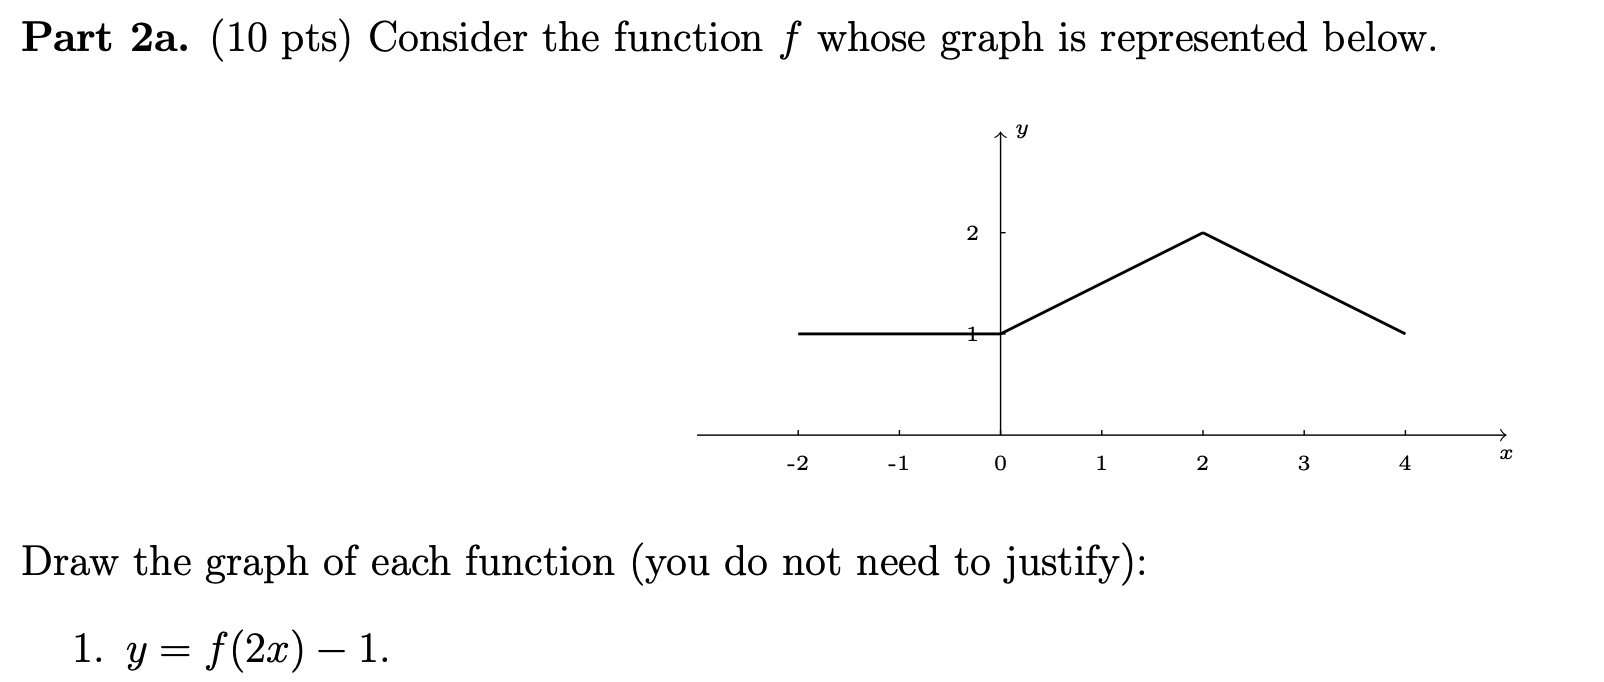 Part 2a. (10 pts) Consider the function f whose graph is represented below.
y
2
1
-2 -1 0 1 2 3 4
x
Draw the graph of each function (you do not need to justify):
1. y = f(2x) − 1.